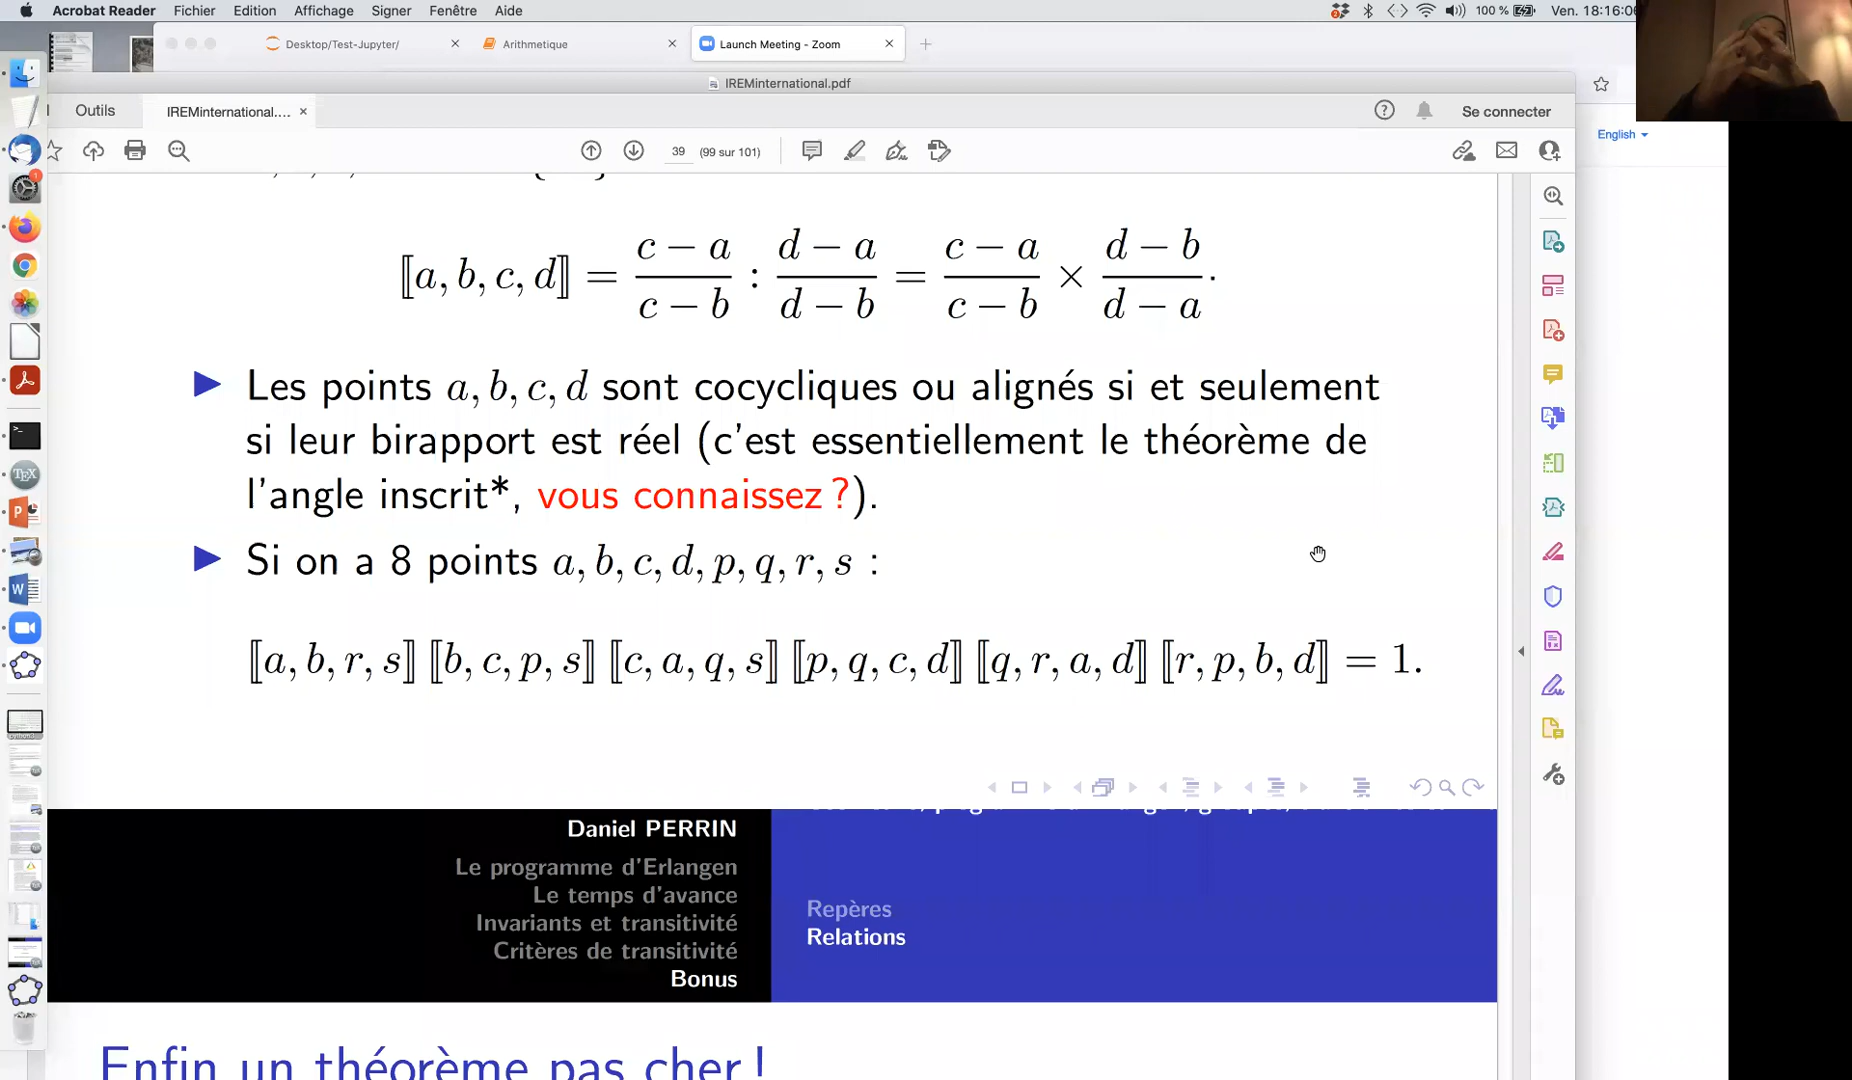 Acrobat Reader Fichier Edition Affichage Signer Fenêtre Aide 100 % Ven. 18:16:06
Desktop/Test-Jupyter/ Arithmetique Launch Meeting - Zoom
IREMinternational.pdf
Outils IREMinternational.... Se connecter
English
39 (99 sur 101)
⟦a, b, c, d⟧ = (c − a)/(c − b) : (d − a)/(d − b) = (c − a)/(c − b) × (d − b)/(d − a).
Les points a, b, c, d sont cocycliques ou alignés si et seulement
si leur birapport est réel (c'est essentiellement le théorème de
l'angle inscrit*, vous connaissez ?).
Si on a 8 points a, b, c, d, p, q, r, s :
⟦a, b, r, s⟧ ⟦b, c, p, s⟧ ⟦c, a, q, s⟧ ⟦p, q, c, d⟧ ⟦q, r, a, d⟧ ⟦r, p, b, d⟧ = 1.
Daniel PERRIN
Le programme d'Erlangen
Le temps d'avance
Invariants et transitivité
Critères de transitivité
Bonus
Repères
Relations
Enfin un théorème pas cher !